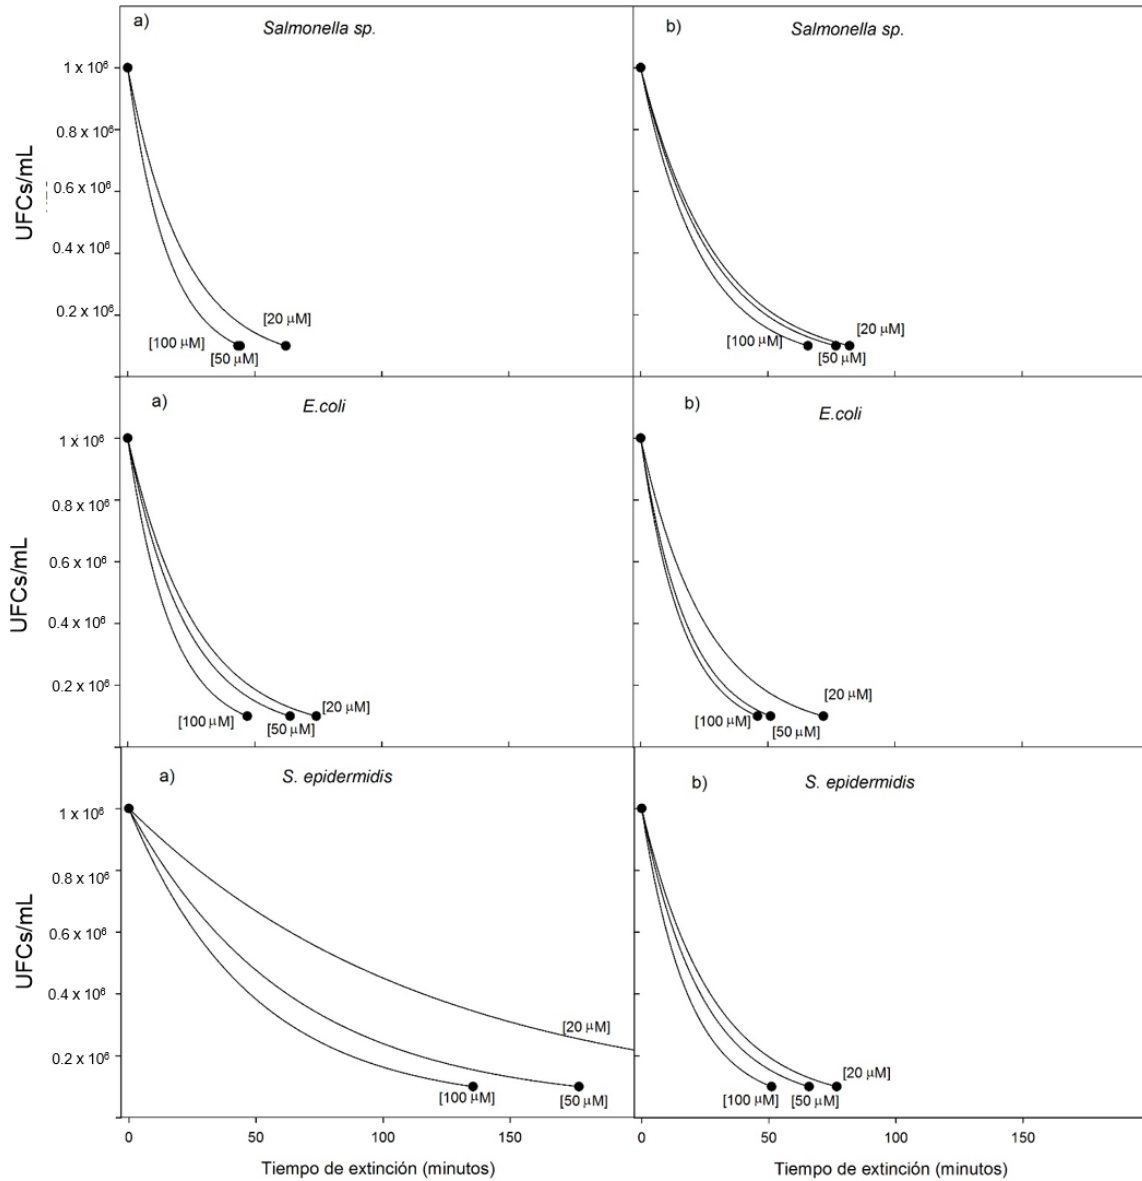 a)
Salmonella sp.
b)
Salmonella sp.
1 x 10⁶
0.8 x 10⁶
0.6 x 10⁶
0.4 x 10⁶
0.2 x 10⁶
UFCs/mL
[20 μM]
[100 μM]
[50 μM]
[20 μM]
[100 μM]
[50 μM]
a)
E.coli
b)
E.coli
1 x 10⁶
0.8 x 10⁶
0.6 x 10⁶
0.4 x 10⁶
0.2 x 10⁶
UFCs/mL
[20 μM]
[100 μM]
[50 μM]
[20 μM]
[100 μM]
[50 μM]
a)
S. epidermidis
b)
S. epidermidis
1 x 10⁶
0.8 x 10⁶
0.6 x 10⁶
0.4 x 10⁶
0.2 x 10⁶
UFCs/mL
[20 μM]
[100 μM]
[50 μM]
[20 μM]
[100 μM]
[50 μM]
0 50 100 150
0 50 100 150
Tiempo de extinción (minutos)
Tiempo de extinción (minutos)